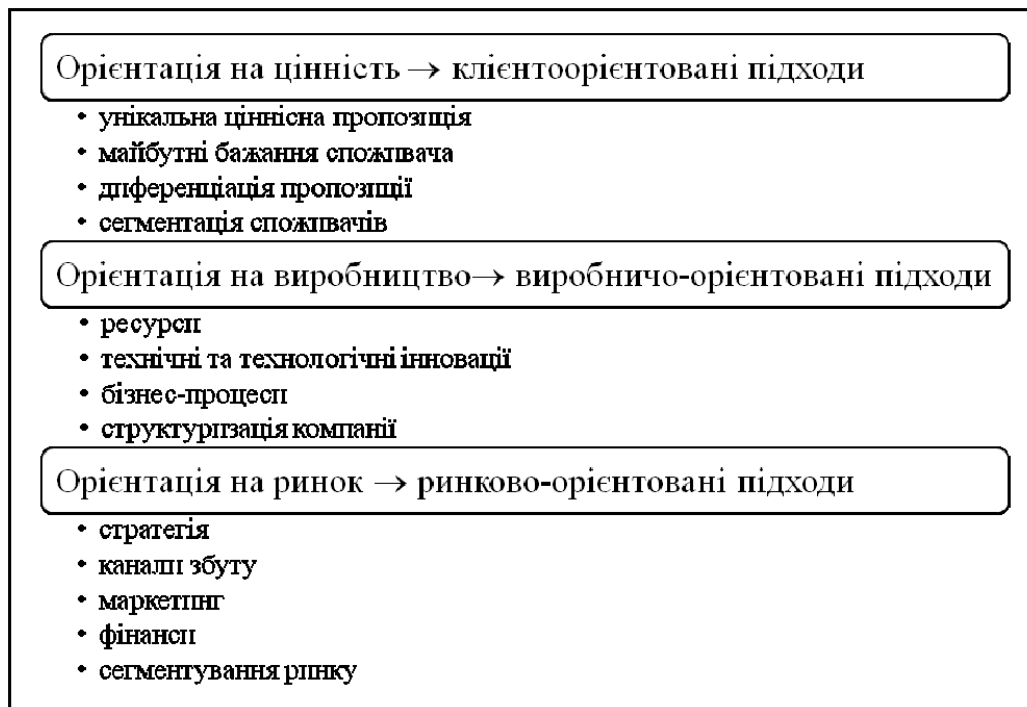 Орієнтація на цінність → клієнтоорієнтовані підходи
• унікальна ціннісна пропозиція
• майбутні бажання споживача
• диференціація пропозиції
• сегментація споживачів
Орієнтація на виробництво→ виробничо-орієнтовані підходи
• ресурси
• технічні та технологічні інновації
• бізнес-процеси
• структуризація компанії
Орієнтація на ринок → ринково-орієнтовані підходи
• стратегія
• канали збуту
• маркетинг
• фінанси
• сегментування ринку